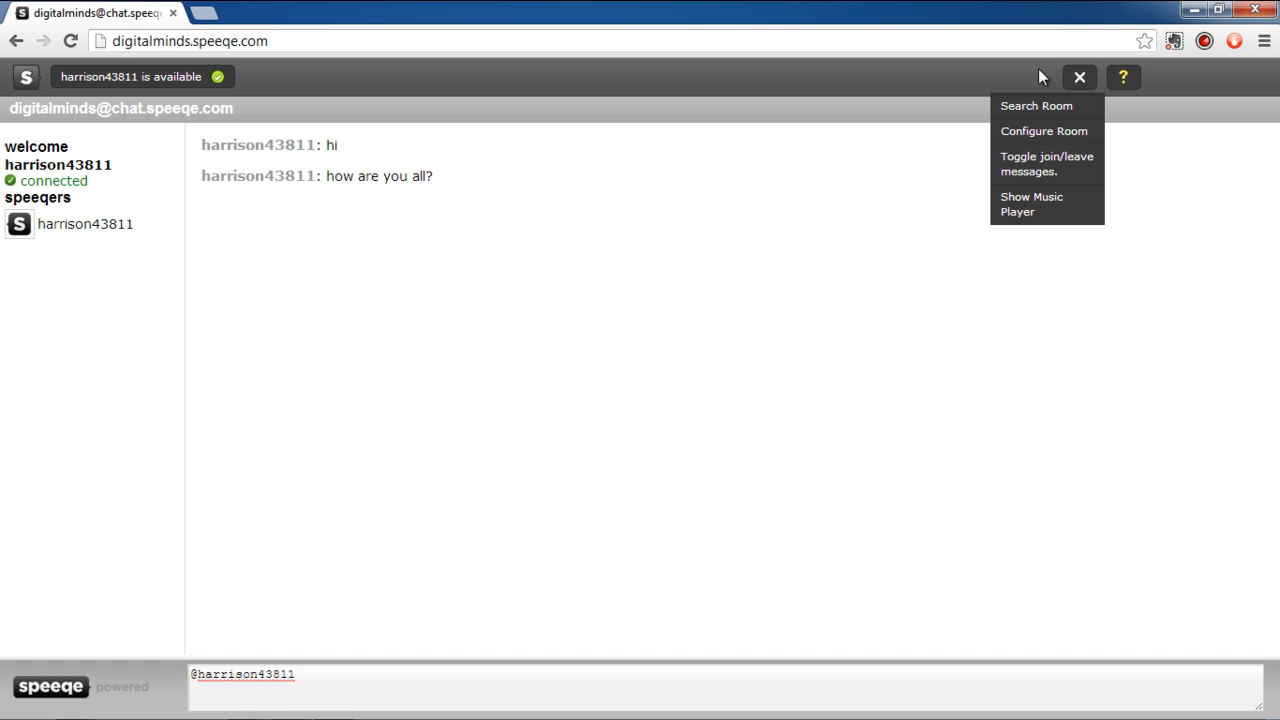 digitalminds@chat.speeqe
digitalminds.speeqe.com
S harrison43811 is available ?
digitalminds@chat.speeqe.com
Search Room
Configure Room
Toggle join/leave
messages.
Show Music
Player
welcome
harrison43811
connected
speeqers
S harrison43811
harrison43811: hi
harrison43811: how are you all?
@harrison43811
speeqe powered